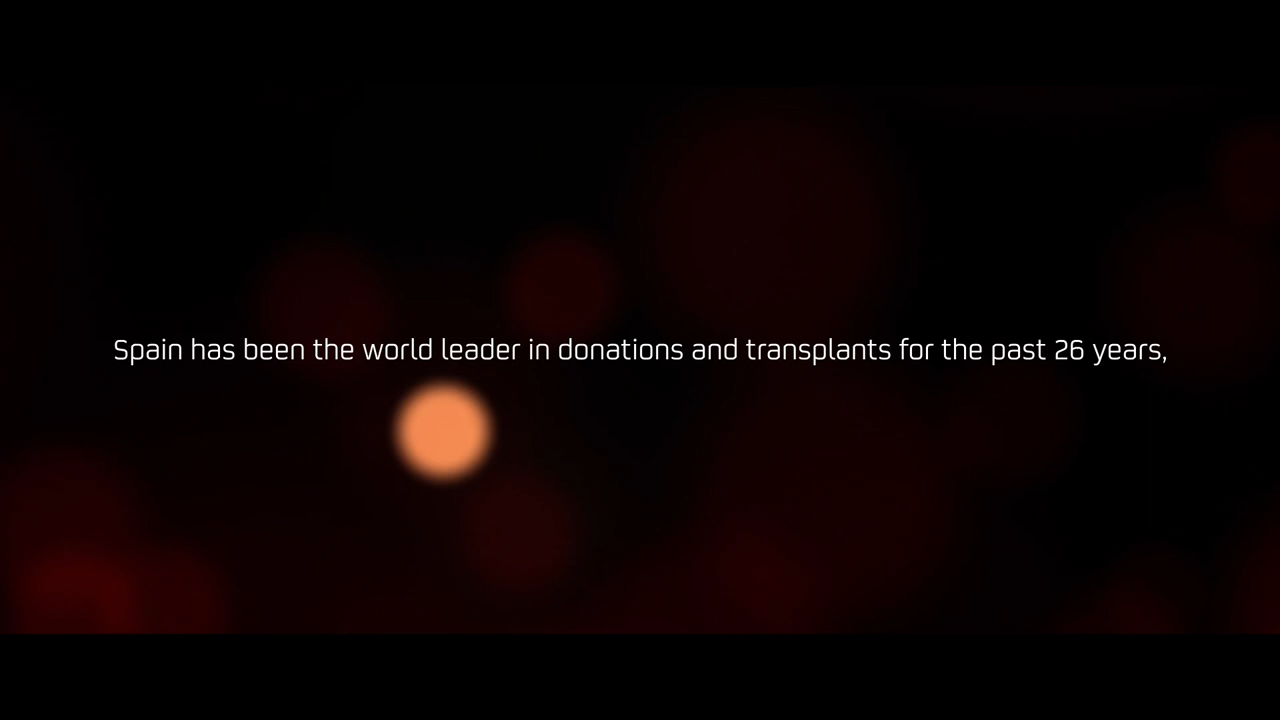 Spain has been the world leader in donations and transplants for the past 26 years,